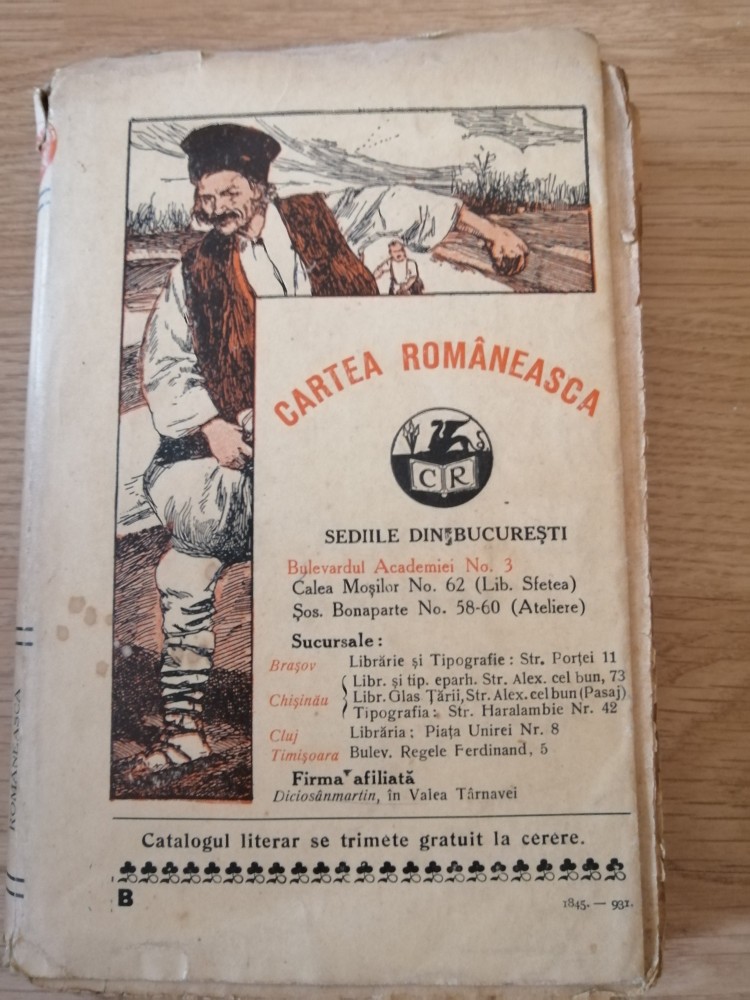 CARTEA ROMÂNEASCA
C R
SEDIILE DIN BUCUREȘTI
Bulevardul Academiei No. 3
Calea Moșilor No. 62 (Lib. Sfetea)
Șos. Bonaparte No. 58-60 (Ateliere)
Sucursale:
Brașov Librărie și Tipografie: Str. Porței 11
Chișinău { Libr. și tip. eparh. Str. Alex. cel bun, 73
Libr. Glas Țării, Str. Alex. cel bun (Pasaj)
Tipografia: Str. Haralambie Nr. 42
Cluj Librăria: Piața Unirei Nr. 8
Timișoara Bulev. Regele Ferdinand, 5
Firma afiliată
Diciosânmartin, în Valea Târnavei
Catalogul literar se trimete gratuit la cerere.
B
1845. — 931.
ROMÂNEASCA